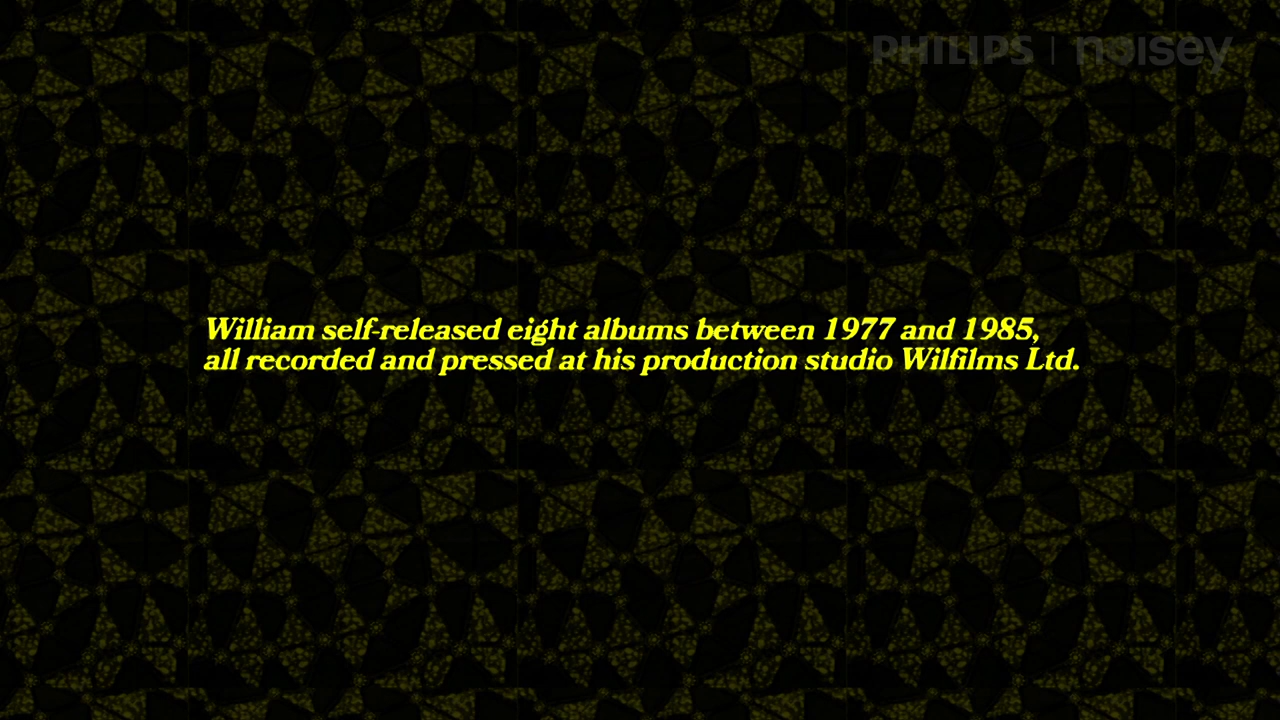 PHILIPS | noisey
William self-released eight albums between 1977 and 1985,
all recorded and pressed at his production studio Wilfilms Ltd.